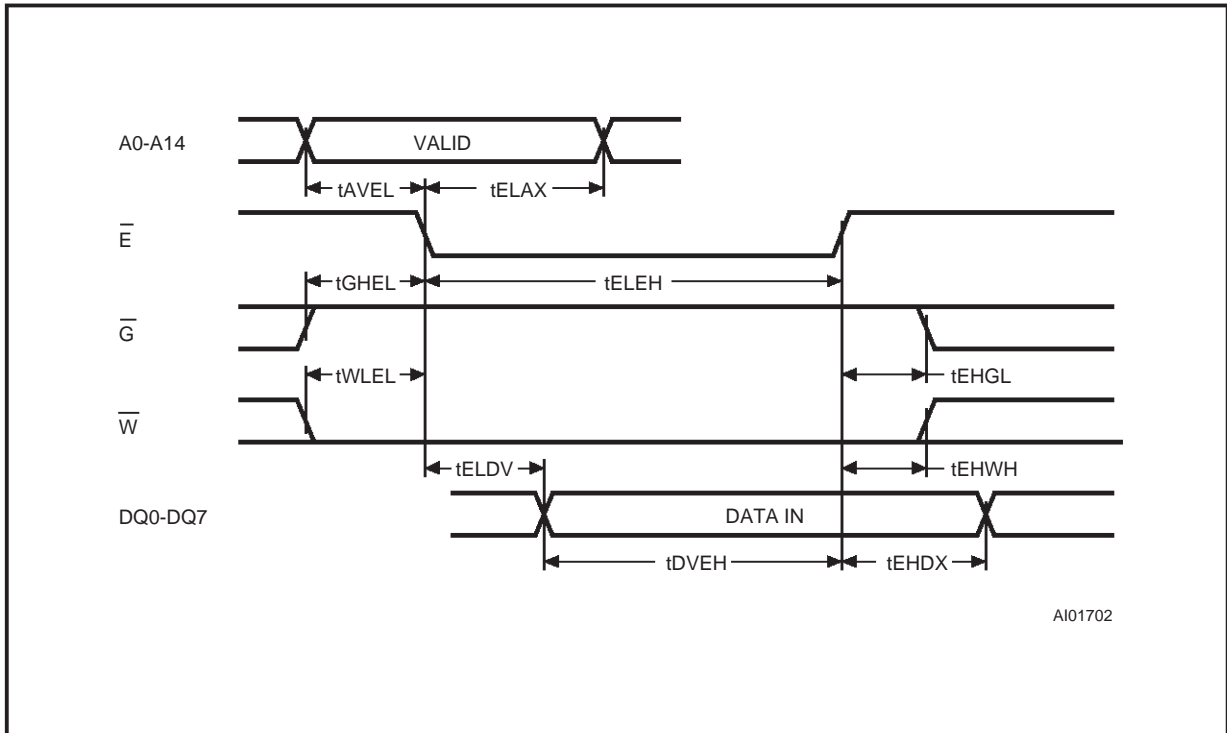 A0-A14
VALID
tAVEL
tELAX
E̅
tGHEL
tELEH
G̅
tWLEL
tEHGL
W̅
tELDV
tEHWH
DQ0-DQ7
DATA IN
tDVEH
tEHDX
AI01702